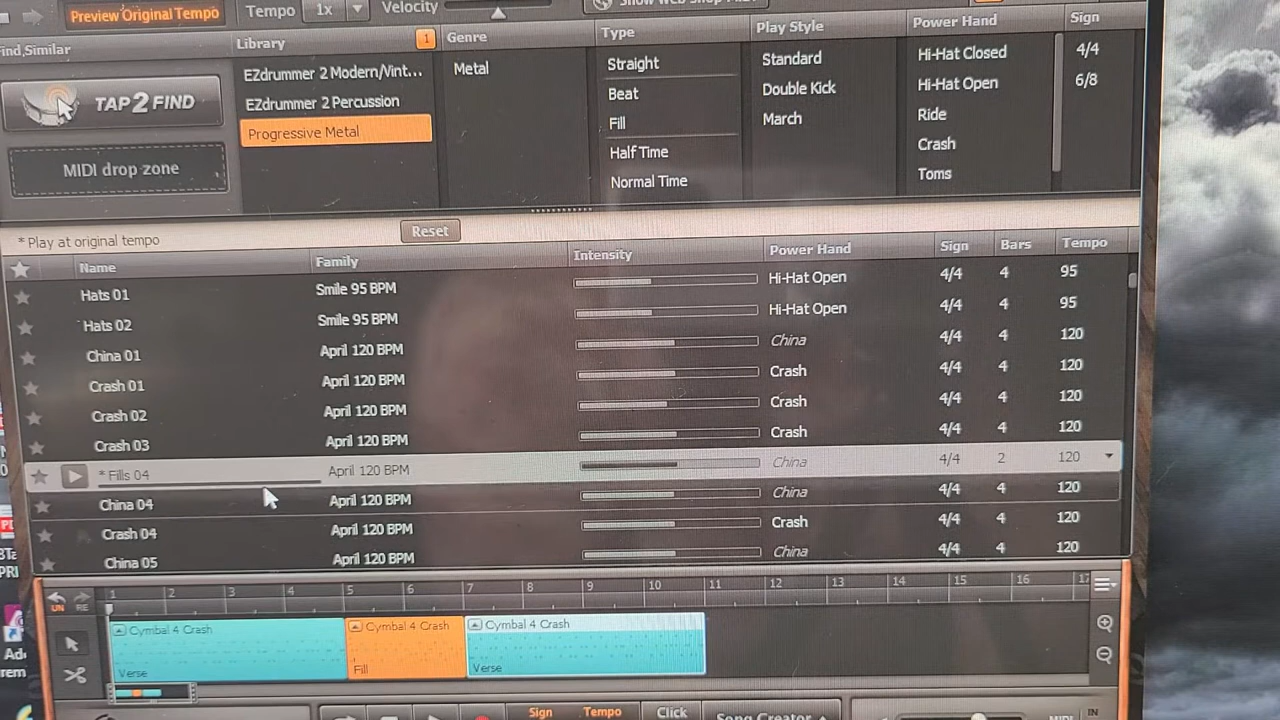 Preview Original Tempo Tempo 1x Velocity
Find,Similar Library 1 Genre Type Play Style Power Hand Sign
TAP2FIND
MIDI drop zone
EZdrummer 2 Modern/Vint...
EZdrummer 2 Percussion
Progressive Metal
Metal
Straight
Beat
Fill
Half Time
Normal Time
Standard
Double Kick
March
Hi-Hat Closed
Hi-Hat Open
Ride
Crash
Toms
4/4
6/8
* Play at original tempo Reset
Name Family Intensity Power Hand Sign Bars Tempo
Hats 01 Smile 95 BPM Hi-Hat Open 4/4 4 95
Hats 02 Smile 95 BPM Hi-Hat Open 4/4 4 95
China 01 April 120 BPM China 4/4 4 120
Crash 01 April 120 BPM Crash 4/4 4 120
Crash 02 April 120 BPM Crash 4/4 4 120
Crash 03 April 120 BPM Crash 4/4 4 120
* Fills 04 April 120 BPM China 4/4 2 120
China 04 April 120 BPM China 4/4 4 120
Crash 04 April 120 BPM Crash 4/4 4 120
China 05 April 120 BPM China 4/4 4 120
UN RE 1 2 3 4 5 6 7 8 9 10 11 12 13 14 15 16 17
Cymbal 4 Crash Cymbal 4 Crash Cymbal 4 Crash
Verse Fill Verse
Sign Tempo Click Song Creator MIDI IN